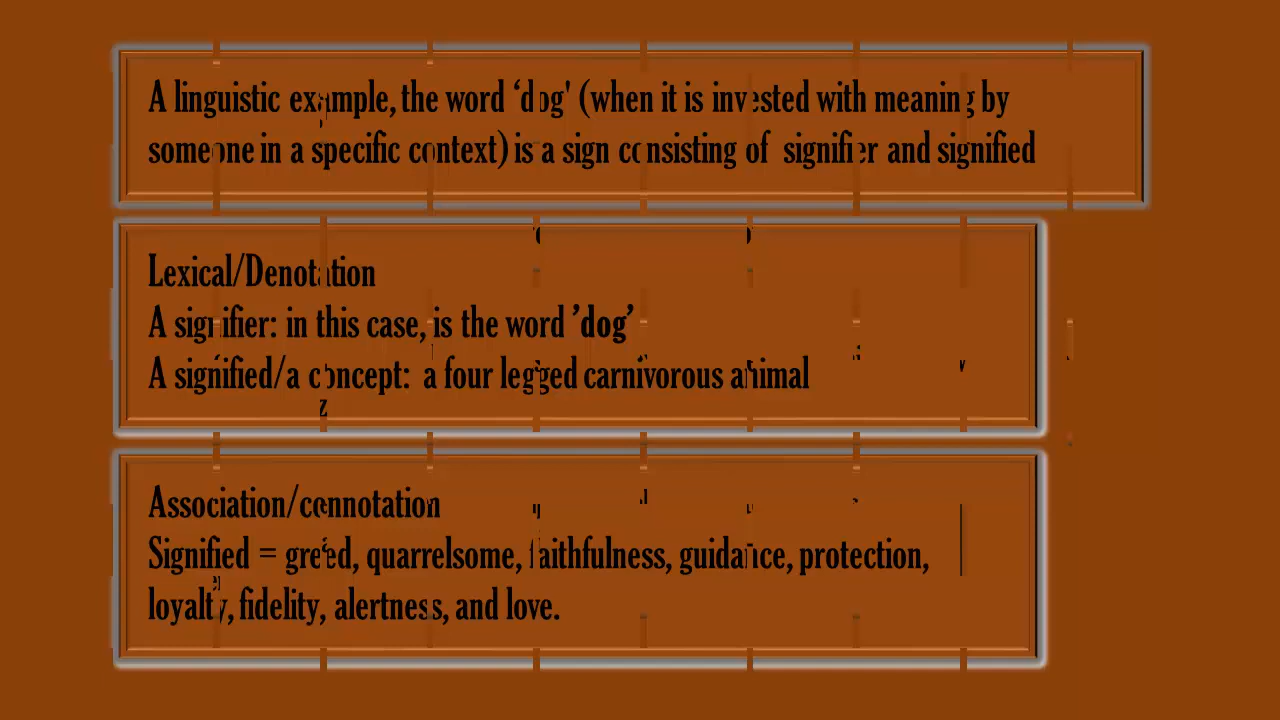 A linguistic example, the word ‘dog' (when it is invested with meaning by
someone in a specific context) is a sign consisting of signifier and signified
Lexical/Denotation
A signifier: in this case, is the word ’dog’
A signified/a concept: a four legged carnivorous animal
Association/connotation
Signified = greed, quarrelsome, faithfulness, guidance, protection,
loyalty, fidelity, alertness, and love.